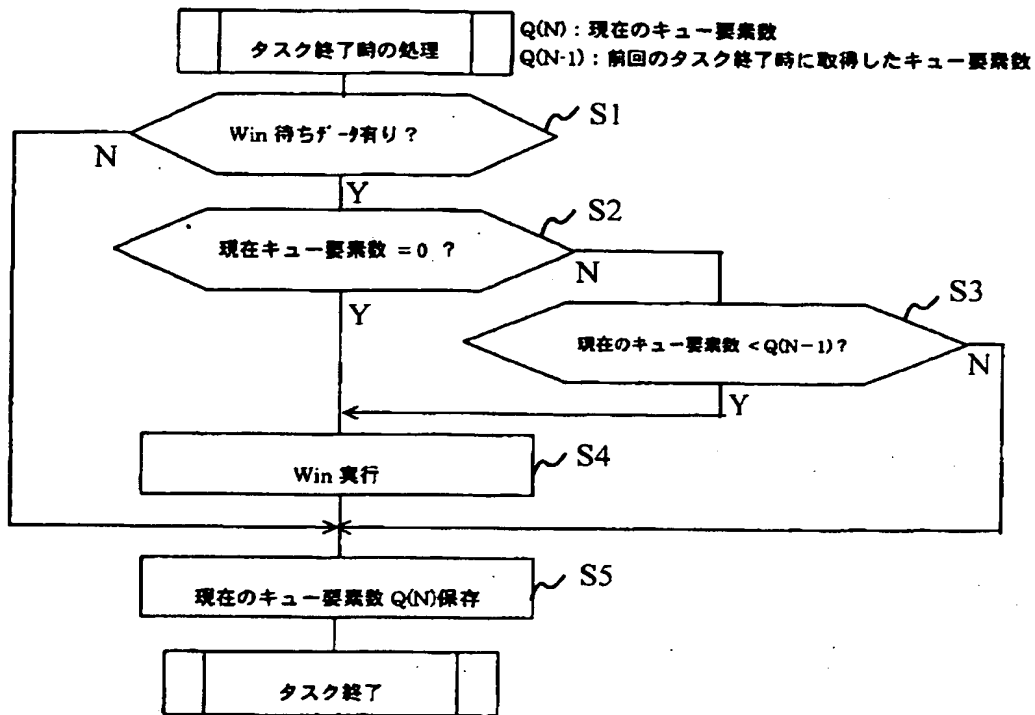 タスク終了時の処理
Q(N)：現在のキュー要素数
Q(N-1)：前回のタスク終了時に取得したキュー要素数
S1
Win 待ちﾃﾞｰﾀ有り？
N
Y
S2
現在キュー要素数 =0 ？
N
Y
S3
現在のキュー要素数 < Q(N−1)？
N
Y
S4
Win 実行
S5
現在のキュー要素数 Q(N)保存
タスク終了